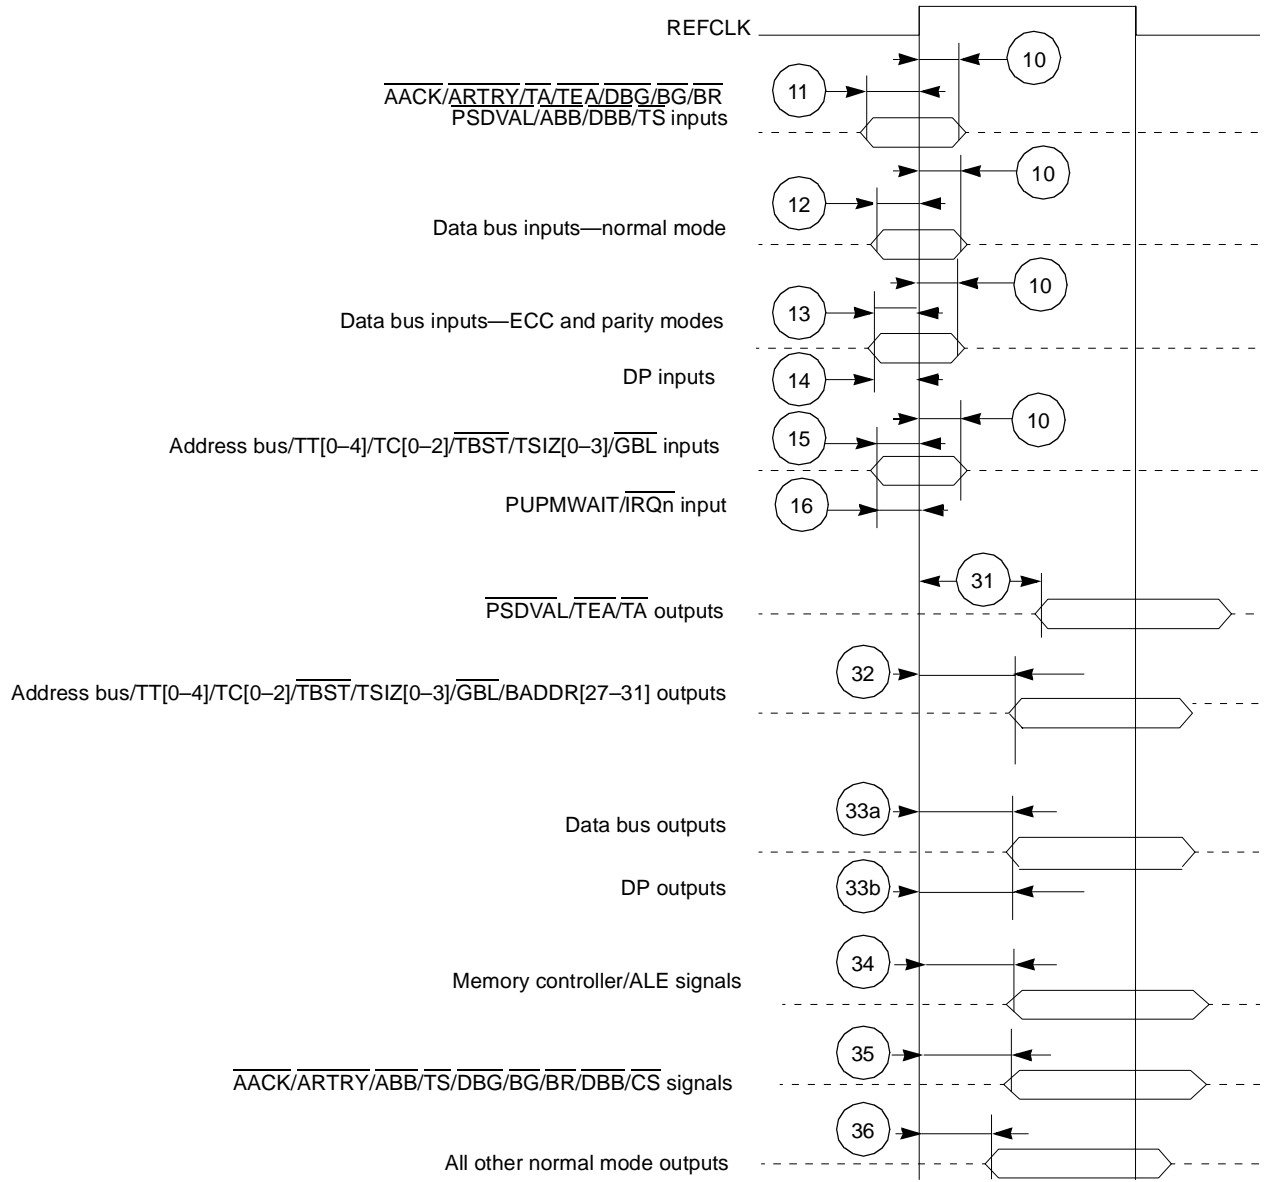 REFCLK
10
11
AACK/ARTRY/TA/TEA/DBG/BG/BR
PSDVAL/ABB/DBB/TS inputs
10
12
Data bus inputs—normal mode
10
13
Data bus inputs—ECC and parity modes
DP inputs
14
10
15
Address bus/TT[0–4]/TC[0–2]/TBST/TSIZ[0–3]/GBL inputs
PUPMWAIT/IRQn input
16
31
PSDVAL/TEA/TA outputs
32
Address bus/TT[0–4]/TC[0–2]/TBST/TSIZ[0–3]/GBL/BADDR[27–31] outputs
33a
Data bus outputs
DP outputs
33b
34
Memory controller/ALE signals
35
AACK/ARTRY/ABB/TS/DBG/BG/BR/DBB/CS signals
36
All other normal mode outputs